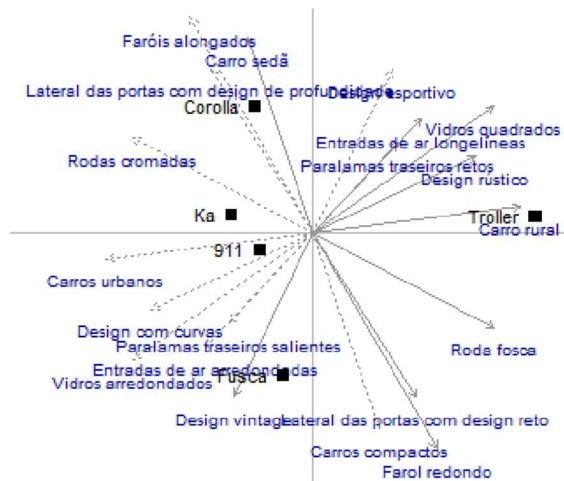 Faróis alongados
Carro sedã
Lateral das portas com design de profundidade
Design esportivo
Corolla
Vidros quadrados
Entradas de ar longelíneas
Rodas cromadas
Paralamas traseiros retos
Design rústico
Ka
Troller
Carro rural
911
Carros urbanos
Design com curvas
Paralamas traseiros salientes
Roda fosca
Entradas de ar arredondadas
Vidros arredondados
Fusca
Design vintage
Lateral das portas com design reto
Carros compactos
Farol redondo